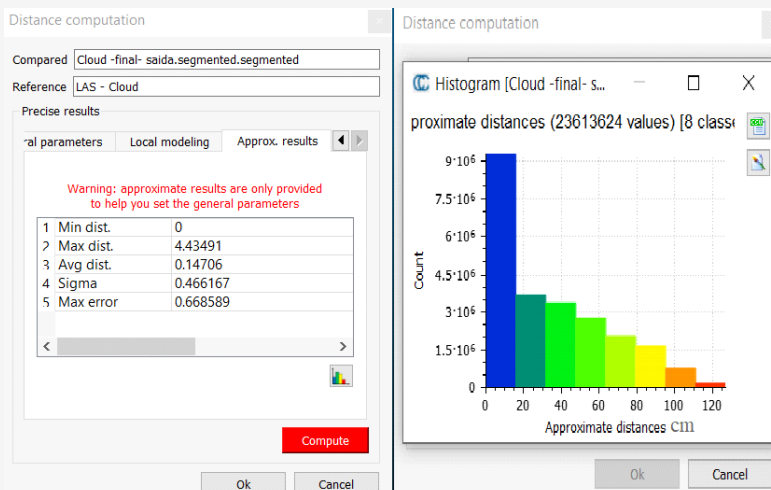 Distance computation
Compared Cloud -final- saida.segmented.segmented
Reference LAS - Cloud
Precise results
ral parameters Local modeling Approx. results
Warning: approximate results are only provided
to help you set the general parameters
1 Min dist. 0
2 Max dist. 4.43491
3 Avg dist. 0.14706
4 Sigma 0.466167
5 Max error 0.668589
Compute
Ok Cancel
Distance computation
Histogram [Cloud -final- s...
proximate distances (23613624 values) [8 classe
CSV
9·10⁶
7.5·10⁶
6·10⁶
4.5·10⁶
3·10⁶
1.5·10⁶
0
Count
0 20 40 60 80 100 120
Approximate distances cm
Ok Cancel